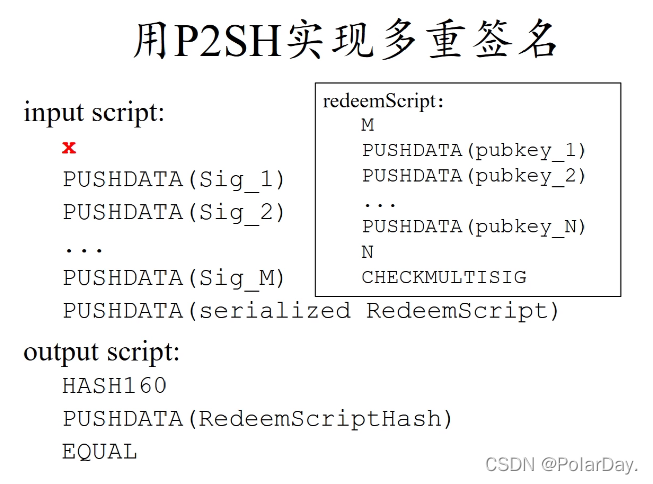 用P2SH实现多重签名
input script:
x
PUSHDATA(Sig_1)
PUSHDATA(Sig_2)
...
PUSHDATA(Sig_M)
PUSHDATA(serialized RedeemScript)
redeemScript:
M
PUSHDATA(pubkey_1)
PUSHDATA(pubkey_2)
...
PUSHDATA(pubkey_N)
N
CHECKMULTISIG
output script:
HASH160
PUSHDATA(RedeemScriptHash)
EQUAL
CSDN @PolarDay.